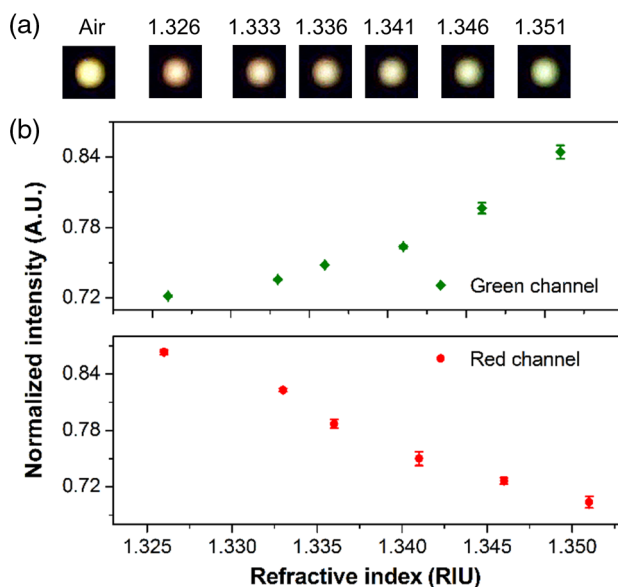 (a)
Air 1.326 1.333 1.336 1.341 1.346 1.351
(b)
Normalized intensity (A.U.)
0.84
0.78
0.72
Green channel
0.84
0.78
0.72
Red channel
1.325 1.330 1.335 1.340 1.345 1.350
Refractive index (RIU)